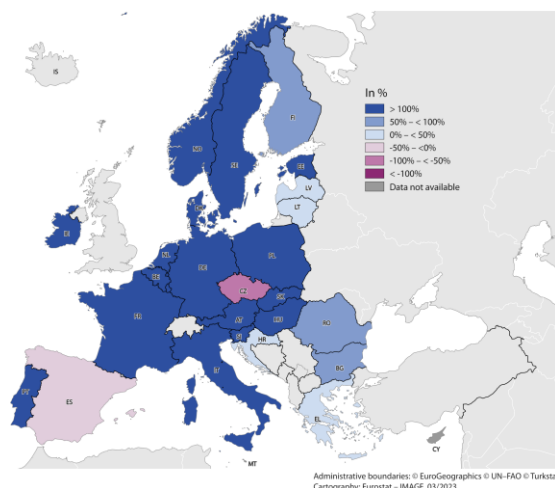 IS
FI
NO
SE
In %
> 100%
50% – < 100%
0% – < 50%
-50% – <0%
-100% – < -50%
< -100%
Data not available
EE
LV
LT
IE
NL
DE
PL
BE
CZ
SK
FR
AT
HU
SI
RO
HR
IT
BG
PT
ES
EL
MT
CY
Administrative boundaries: © EuroGeographics © UN–FAO © Turksta
Cartography: Eurostat – IMAGE, 03/2023